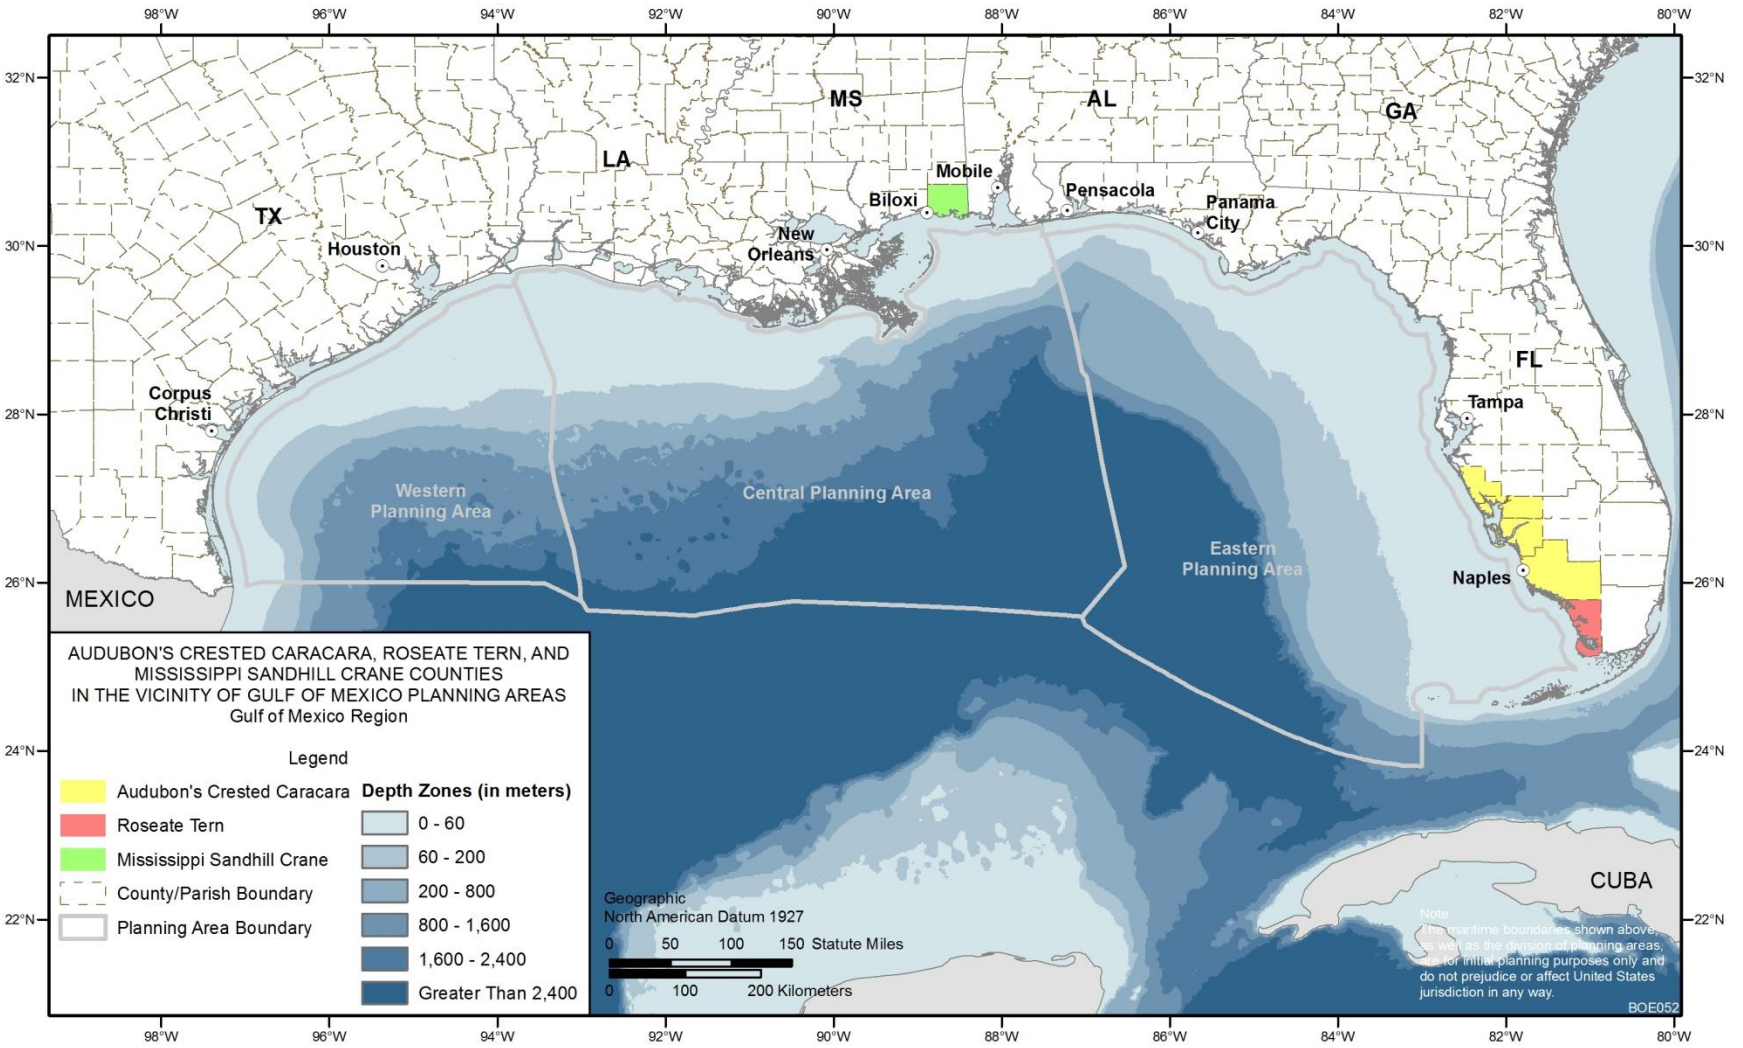 98°W 96°W 94°W 92°W 90°W 88°W 86°W 84°W 82°W 80°W
32°N 32°N
MS
AL
GA
LA
Mobile
Pensacola
Biloxi
Panama
City
TX
New
Orleans
Houston
30°N 30°N
FL
Corpus
Christi
Tampa
28°N 28°N
Western
Planning Area
Central Planning Area
Eastern
Planning Area
Naples
26°N 26°N
MEXICO
AUDUBON'S CRESTED CARACARA, ROSEATE TERN, AND
MISSISSIPPI SANDHILL CRANE COUNTIES
IN THE VICINITY OF GULF OF MEXICO PLANNING AREAS
Gulf of Mexico Region
Legend
Audubon's Crested Caracara
Roseate Tern
Mississippi Sandhill Crane
County/Parish Boundary
Planning Area Boundary
Depth Zones (in meters)
0 - 60
60 - 200
200 - 800
800 - 1,600
1,600 - 2,400
Greater Than 2,400
24°N
CUBA
Geographic
North American Datum 1927
0 50 100 150 Statute Miles
0 100 200 Kilometers
22°N 22°N
24°N
Note
The maritime boundaries shown above,
as well as the division of planning areas,
are for initial planning purposes only and
do not prejudice or affect United States
jurisdiction in any way.
BOE052
98°W 96°W 94°W 92°W 90°W 88°W 86°W 84°W 82°W 80°W